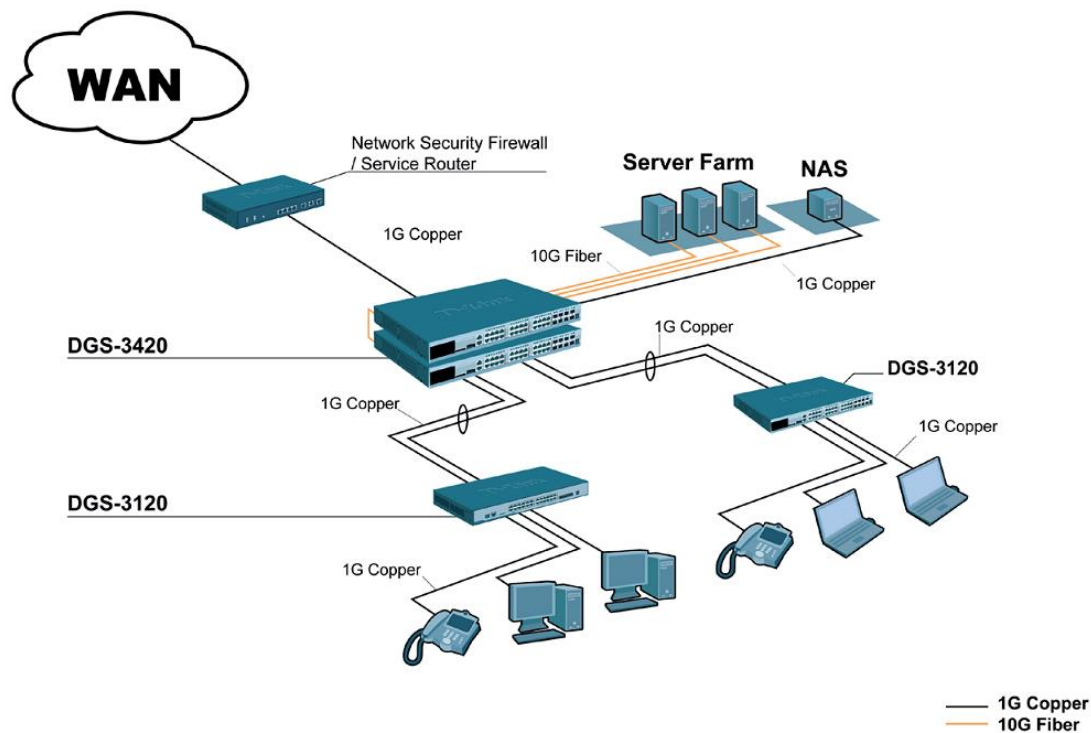 WAN
Network Security Firewall
/ Service Router
Server Farm
NAS
1G Copper
10G Fiber
1G Copper
DGS-3420
1G Copper
DGS-3120
1G Copper
1G Copper
DGS-3120
1G Copper
1G Copper
10G Fiber